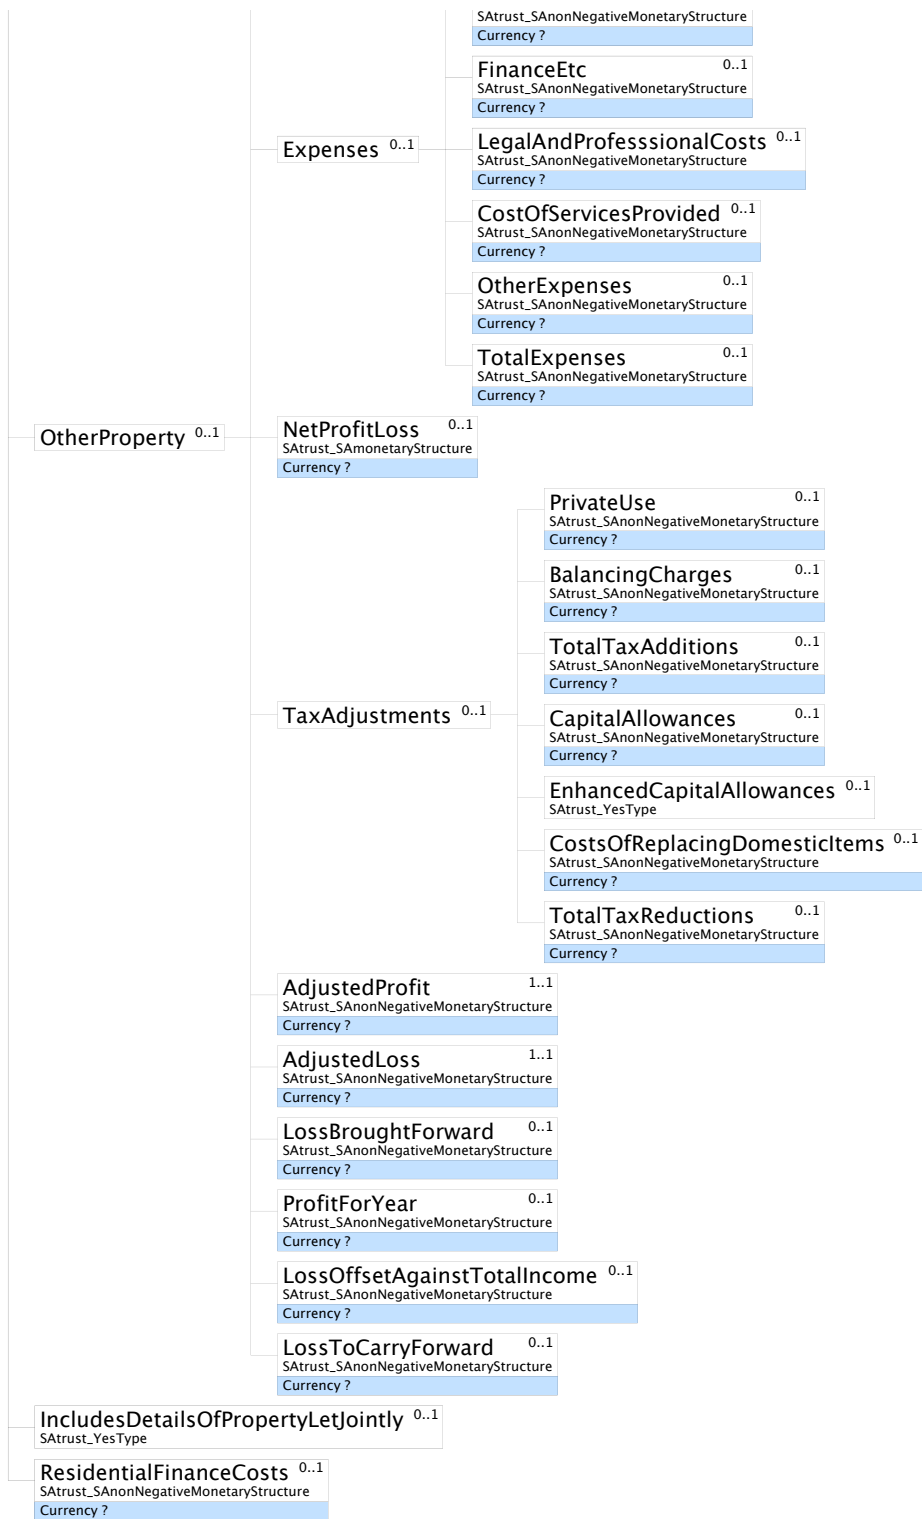 SAtrust_SAnonNegativeMonetaryStructure
Currency ?
FinanceEtc 0..1
SAtrust_SAnonNegativeMonetaryStructure
Currency ?
Expenses 0..1
LegalAndProfesssionalCosts 0..1
SAtrust_SAnonNegativeMonetaryStructure
Currency ?
CostOfServicesProvided 0..1
SAtrust_SAnonNegativeMonetaryStructure
Currency ?
OtherExpenses 0..1
SAtrust_SAnonNegativeMonetaryStructure
Currency ?
TotalExpenses 0..1
SAtrust_SAnonNegativeMonetaryStructure
Currency ?
OtherProperty 0..1
NetProfitLoss 0..1
SAtrust_SAmonetaryStructure
Currency ?
PrivateUse 0..1
SAtrust_SAnonNegativeMonetaryStructure
Currency ?
BalancingCharges 0..1
SAtrust_SAnonNegativeMonetaryStructure
Currency ?
TotalTaxAdditions 0..1
SAtrust_SAnonNegativeMonetaryStructure
Currency ?
TaxAdjustments 0..1
CapitalAllowances 0..1
SAtrust_SAnonNegativeMonetaryStructure
Currency ?
EnhancedCapitalAllowances 0..1
SAtrust_YesType
CostsOfReplacingDomesticItems 0..1
SAtrust_SAnonNegativeMonetaryStructure
Currency ?
TotalTaxReductions 0..1
SAtrust_SAnonNegativeMonetaryStructure
Currency ?
AdjustedProfit 1..1
SAtrust_SAnonNegativeMonetaryStructure
Currency ?
AdjustedLoss 1..1
SAtrust_SAnonNegativeMonetaryStructure
Currency ?
LossBroughtForward 0..1
SAtrust_SAnonNegativeMonetaryStructure
Currency ?
ProfitForYear 0..1
SAtrust_SAnonNegativeMonetaryStructure
Currency ?
LossOffsetAgainstTotalIncome 0..1
SAtrust_SAnonNegativeMonetaryStructure
Currency ?
LossToCarryForward 0..1
SAtrust_SAnonNegativeMonetaryStructure
Currency ?
IncludesDetailsOfPropertyLetJointly 0..1
SAtrust_YesType
ResidentialFinanceCosts 0..1
SAtrust_SAnonNegativeMonetaryStructure
Currency ?